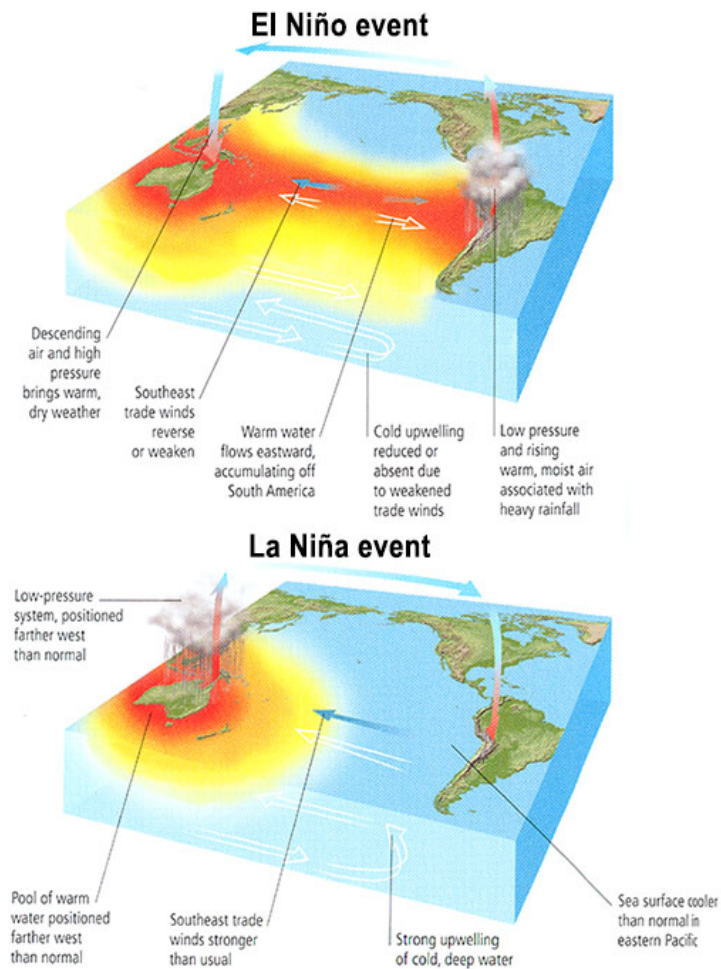 El Niño event
Descending
air and high
pressure
brings warm,
dry weather
Southeast
trade winds
reverse
or weaken
Warm water
flows eastward,
accumulating off
South America
Cold upwelling
reduced or
absent due
to weakened
trade winds
Low pressure
and rising
warm, moist air
associated with
heavy rainfall
La Niña event
Low-pressure
system, positioned
farther west
than normal
Pool of warm
water positioned
farther west
than normal
Southeast trade
winds stronger
than usual
Strong upwelling
of cold, deep water
Sea surface cooler
than normal in
eastern Pacific